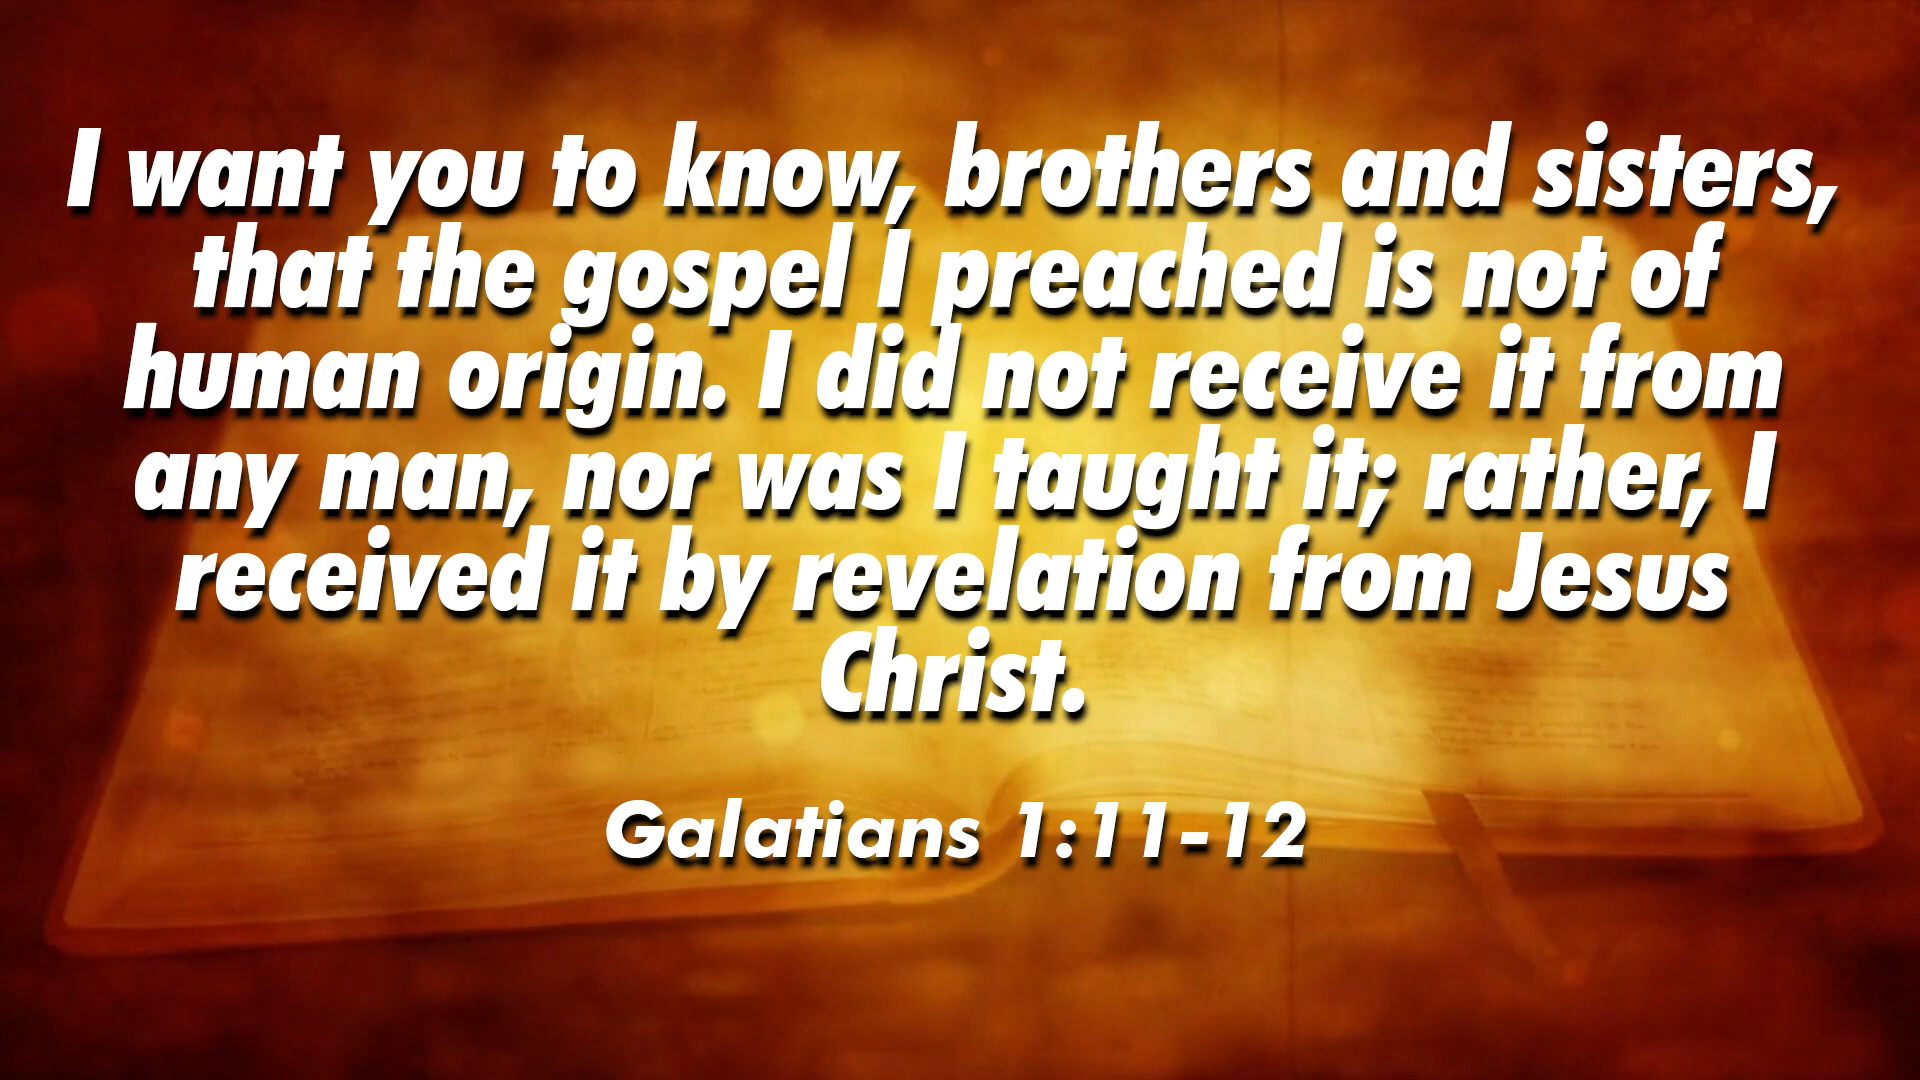 I want you to know, brothers and sisters,
that the gospel I preached is not of
human origin. I did not receive it from
any man, nor was I taught it; rather, I
received it by revelation from Jesus
Christ.
Galatians 1:11-12